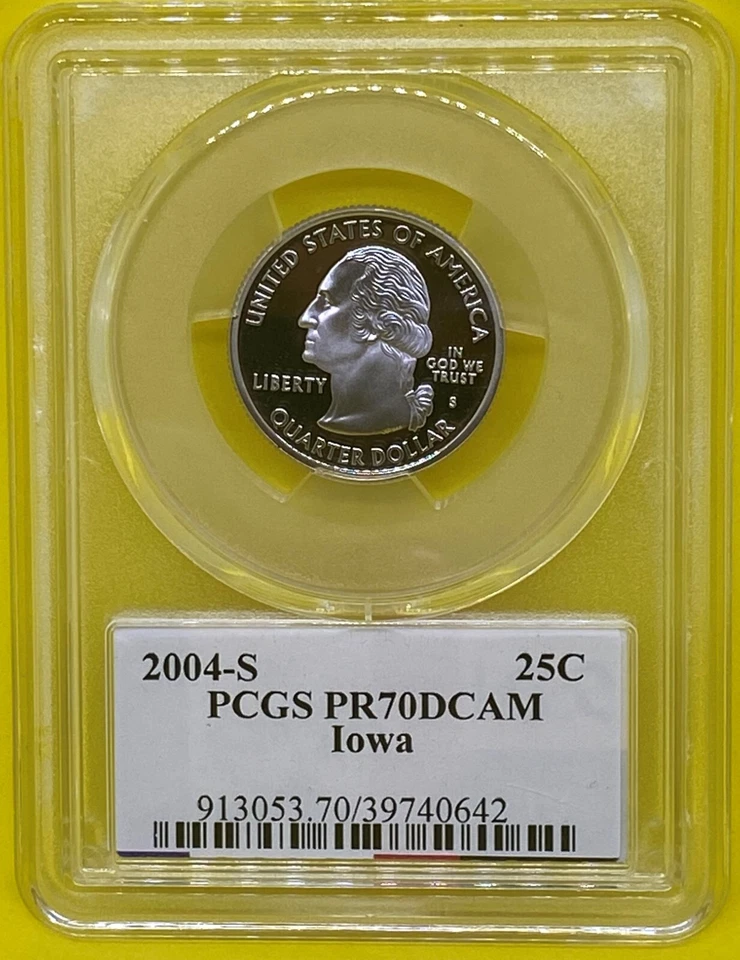 UNITED STATES OF AMERICA
IN
GOD WE
TRUST
LIBERTY
S
QUARTER DOLLAR
2004-S 25C
PCGS PR70DCAM
Iowa
913053.70/39740642